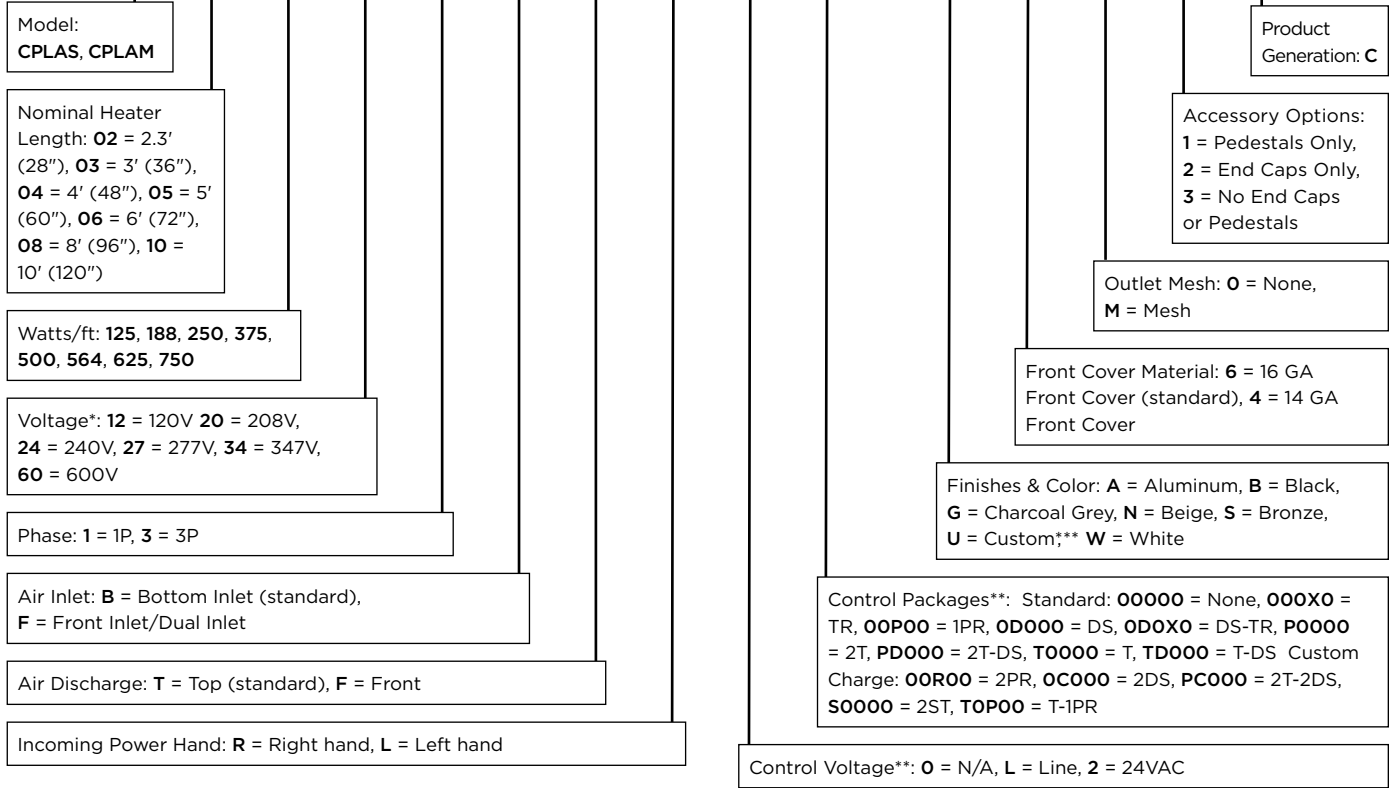 Model:
CPLAS, CPLAM
Nominal Heater
Length: 02 = 2.3'
(28"), 03 = 3' (36"),
04 = 4' (48"), 05 = 5'
(60"), 06 = 6' (72"),
08 = 8' (96"), 10 =
10' (120")
Watts/ft: 125, 188, 250, 375,
500, 564, 625, 750
Voltage*: 12 = 120V 20 = 208V,
24 = 240V, 27 = 277V, 34 = 347V,
60 = 600V
Phase: 1 = 1P, 3 = 3P
Air Inlet: B = Bottom Inlet (standard),
F = Front Inlet/Dual Inlet
Air Discharge: T = Top (standard), F = Front
Incoming Power Hand: R = Right hand, L = Left hand
Product
Generation: C
Accessory Options:
1 = Pedestals Only,
2 = End Caps Only,
3 = No End Caps
or Pedestals
Outlet Mesh: 0 = None,
M = Mesh
Front Cover Material: 6 = 16 GA
Front Cover (standard), 4 = 14 GA
Front Cover
Finishes & Color: A = Aluminum, B = Black,
G = Charcoal Grey, N = Beige, S = Bronze,
U = Custom,*** W = White
Control Packages**: Standard: 00000 = None, 000X0 =
TR, 00P00 = 1PR, 0D000 = DS, 0D0X0 = DS-TR, P0000
= 2T, PD000 = 2T-DS, T0000 = T, TD000 = T-DS Custom
Charge: 00R00 = 2PR, 0C000 = 2DS, PC000 = 2T-2DS,
S0000 = 2ST, T0P00 = T-1PR
Control Voltage**: 0 = N/A, L = Line, 2 = 24VAC